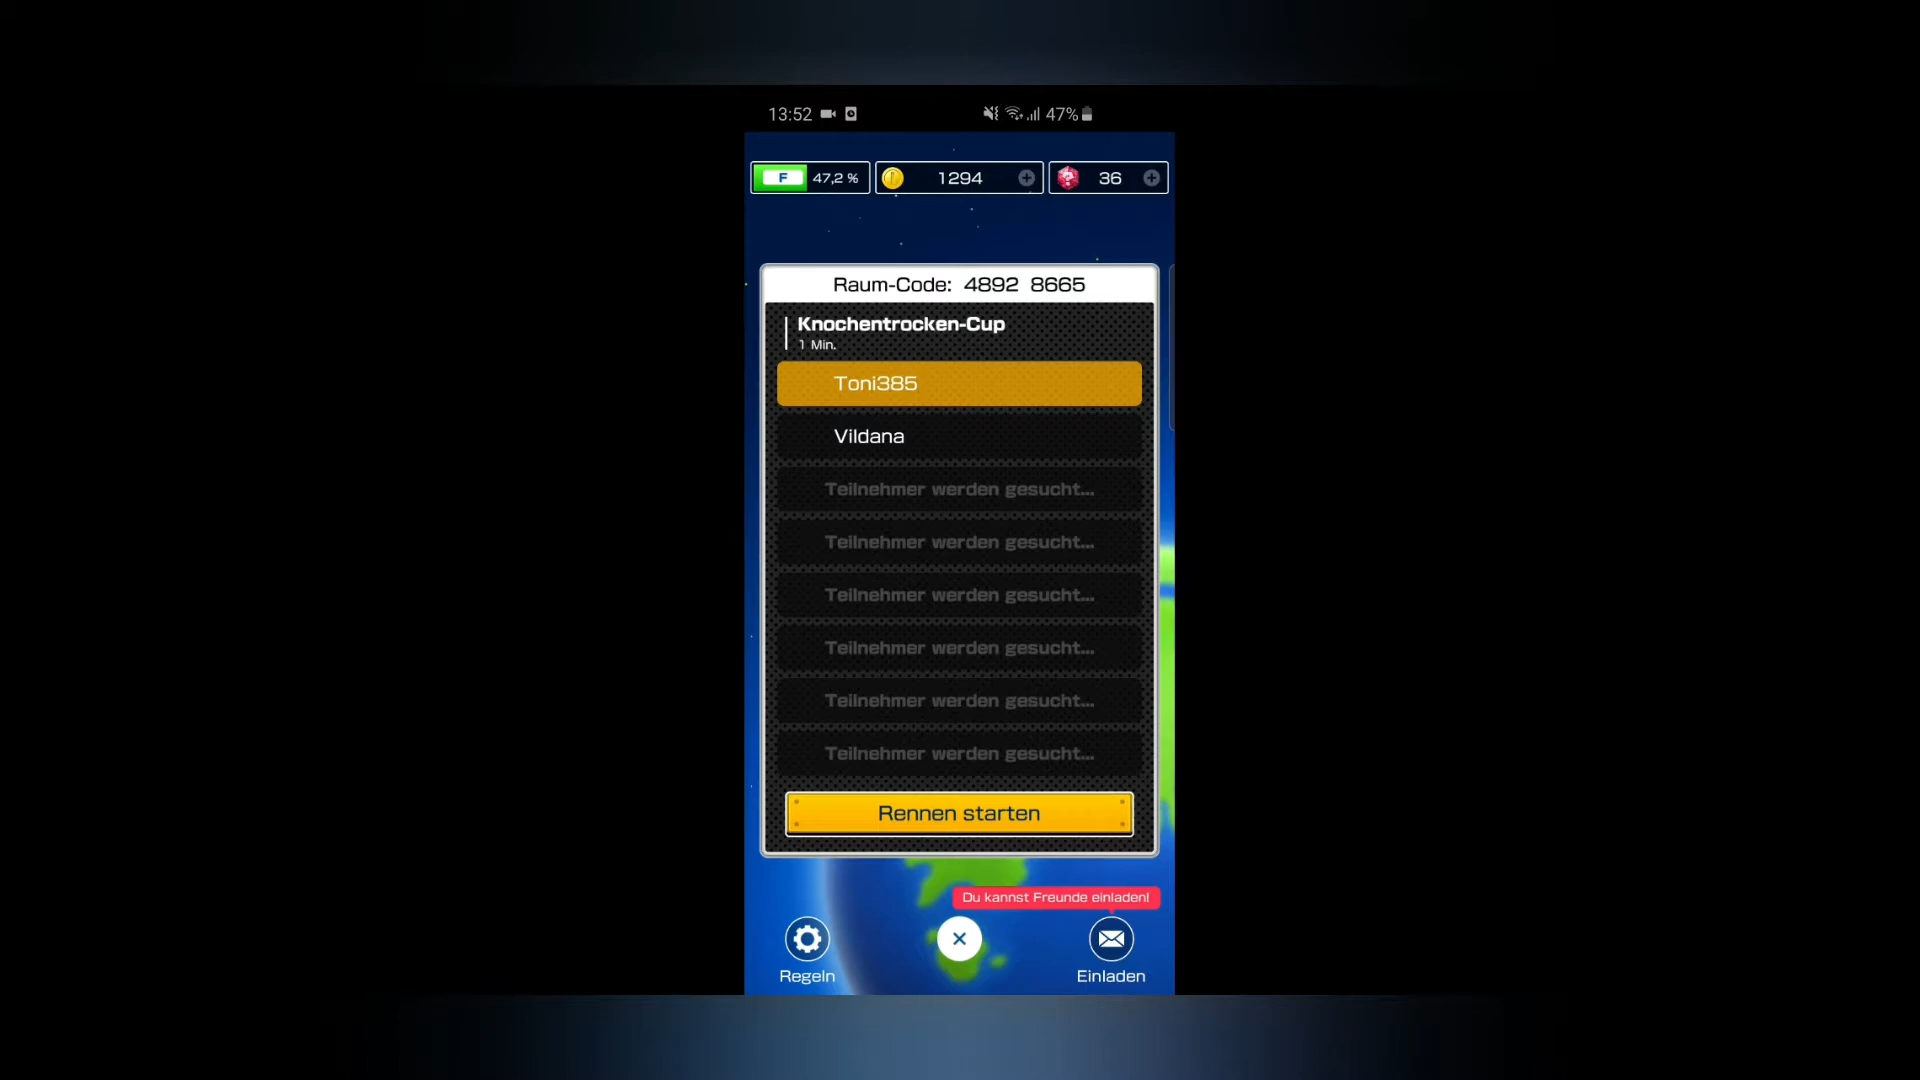 13:52 47%
F 47,2 % 1294 36
Raum-Code: 4892 8665
Knochentrocken-Cup
1 Min.
Toni385
Vildana
Teilnehmer werden gesucht...
Teilnehmer werden gesucht...
Teilnehmer werden gesucht...
Teilnehmer werden gesucht...
Teilnehmer werden gesucht...
Teilnehmer werden gesucht...
Rennen starten
Du kannst Freunde einladen!
Regeln
Einladen